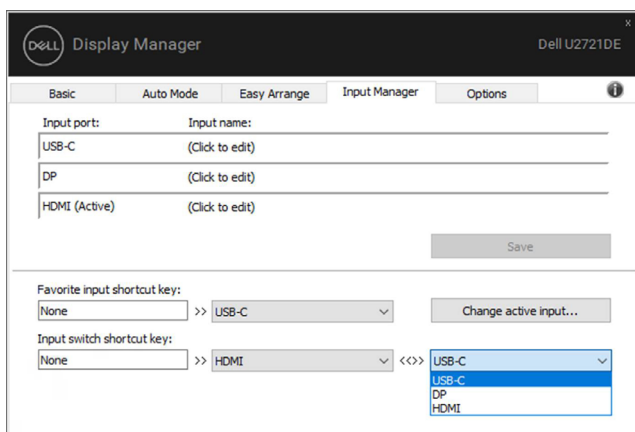 x
DELL Display Manager Dell U2721DE
Basic Auto Mode Easy Arrange Input Manager Options i
Input port: Input name:
USB-C (Click to edit)
DP (Click to edit)
HDMI (Active) (Click to edit)
Save
Favorite input shortcut key:
None >> USB-C Change active input...
Input switch shortcut key:
None >> HDMI <<>> USB-C
USB-C
DP
HDMI